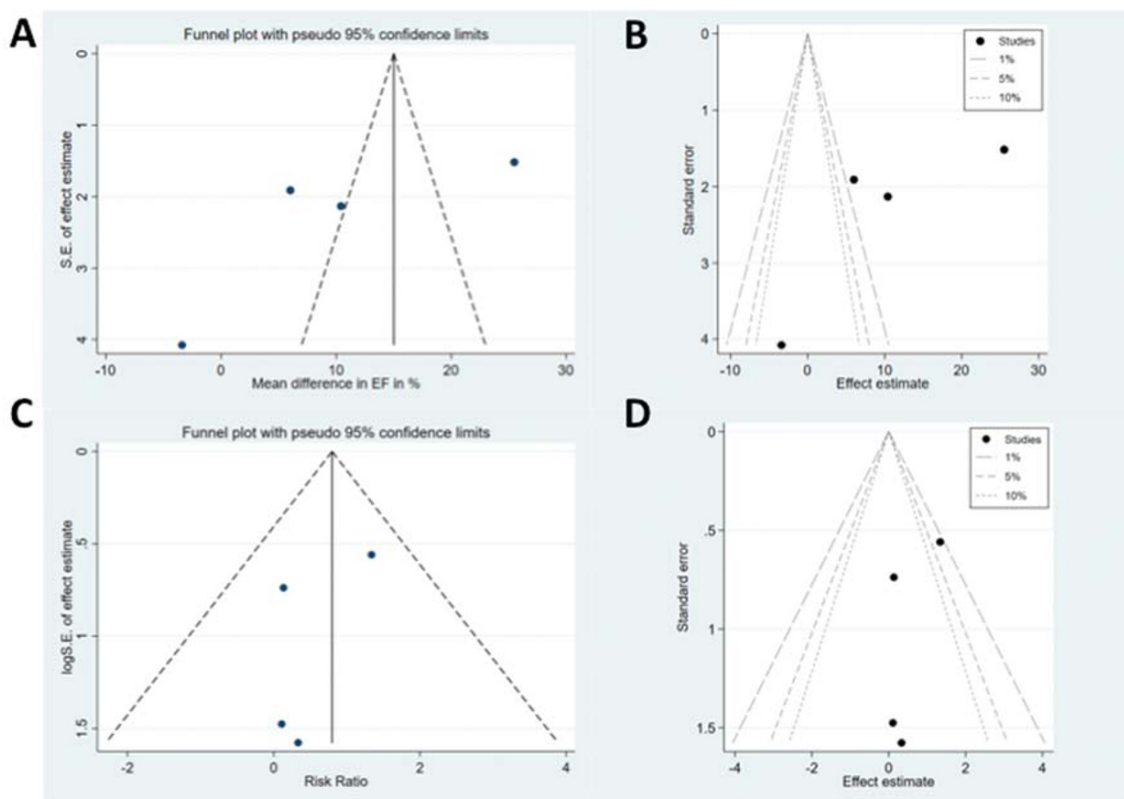 A
Funnel plot with pseudo 95% confidence limits
0
1
2
3
4
S.E. of effect estimate
-10 0 10 20 30
Mean difference in EF in %
B
0
1
2
3
4
Standard error
Studies
1%
5%
10%
-10 0 10 20 30
Effect estimate
C
Funnel plot with pseudo 95% confidence limits
0
.5
1
1.5
logS.E. of effect estimate
-2 0 2 4
Risk Ratio
D
0
.5
1
1.5
Standard error
Studies
1%
5%
10%
-4 -2 0 2 4
Effect estimate